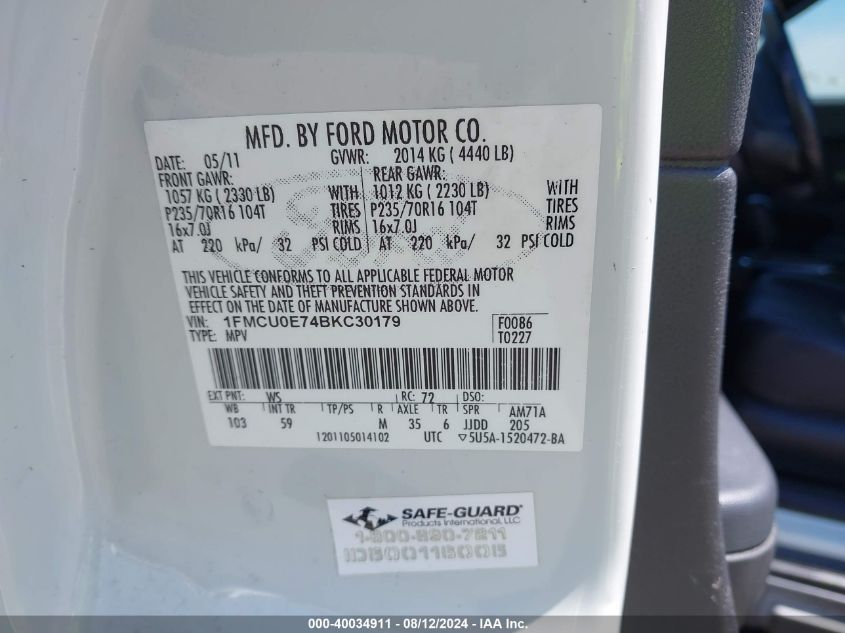 MFD. BY FORD MOTOR CO.
DATE: 05/11 GVWR: 2014 KG ( 4440 LB)
FRONT GAWR: REAR GAWR:
1057 KG ( 2330 LB) WITH 1012 KG ( 2230 LB) WITH
P235/70R16 104T TIRES P235/70R16 104T TIRES
16x7.0J RIMS 16x7.0J RIMS
AT 220 kPa/ 32 PSI COLD AT 220 kPa/ 32 PSI COLD
THIS VEHICLE CONFORMS TO ALL APPLICABLE FEDERAL MOTOR
VEHICLE SAFETY AND THEFT PREVENTION STANDARDS IN
EFFECT ON THE DATE OF MANUFACTURE SHOWN ABOVE.
VIN: 1FMCU0E74BKC30179 F0086
TYPE: MPV T0227
EXT PNT: WS RC: 72 DSO:
WB INT TR TP/PS R AXLE TR SPR AM71A
103 59 M 35 6 JJDD 205
1201105014102 UTC ▽5U5A-1520472-BA
SAFE-GUARD
Products International, LLC
000-40034911 - 08/12/2024 - IAA Inc.